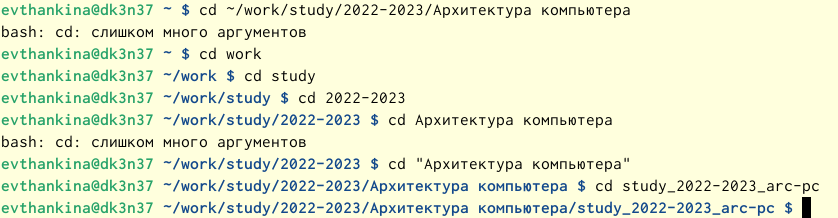 evthankina@dk3n37 ~ $ cd ~/work/study/2022-2023/Архитектура компьютера
bash: cd: слишком много аргументов
evthankina@dk3n37 ~ $ cd work
evthankina@dk3n37 ~/work $ cd study
evthankina@dk3n37 ~/work/study $ cd 2022-2023
evthankina@dk3n37 ~/work/study/2022-2023 $ cd Архитектура компьютера
bash: cd: слишком много аргументов
evthankina@dk3n37 ~/work/study/2022-2023 $ cd "Архитектура компьютера"
evthankina@dk3n37 ~/work/study/2022-2023/Архитектура компьютера $ cd study_2022-2023_arc-pc
evthankina@dk3n37 ~/work/study/2022-2023/Архитектура компьютера/study_2022-2023_arc-pc $